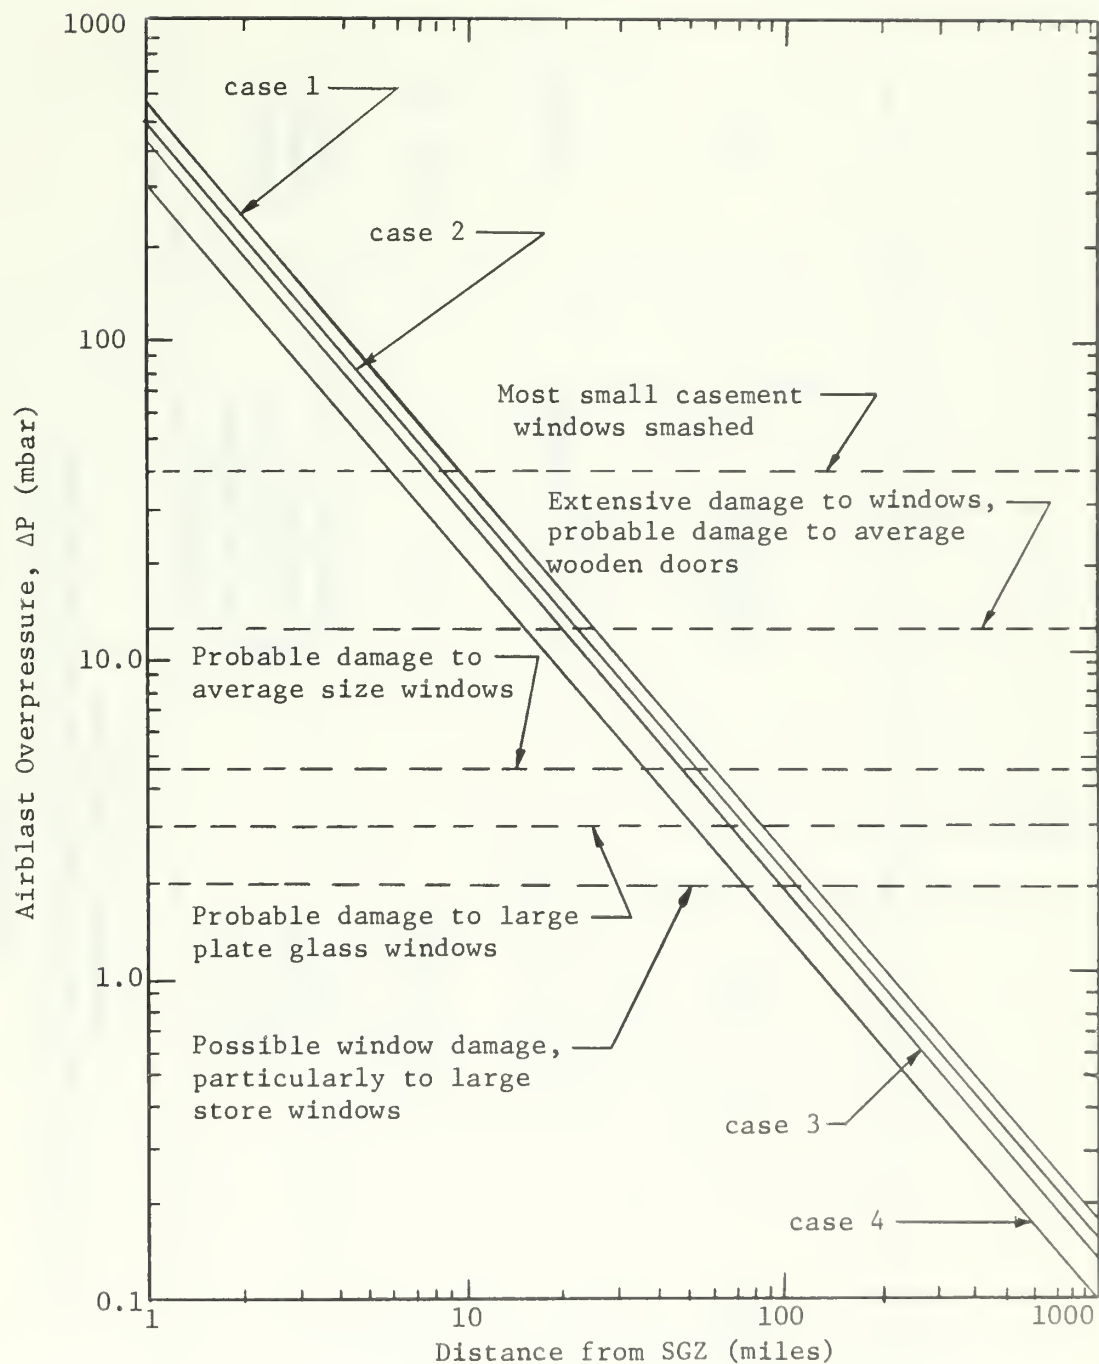 1000
case 1
case 2
100
Most small casement
windows smashed
Extensive damage to windows,
probable damage to average
wooden doors
10.0
Probable damage to
average size windows
Probable damage to large
plate glass windows
1.0
Possible window damage,
particularly to large
store windows
case 3
case 4
0.1
1
10
100
1000
Distance from SGZ (miles)
Airblast Overpressure, ΔP (mbar)